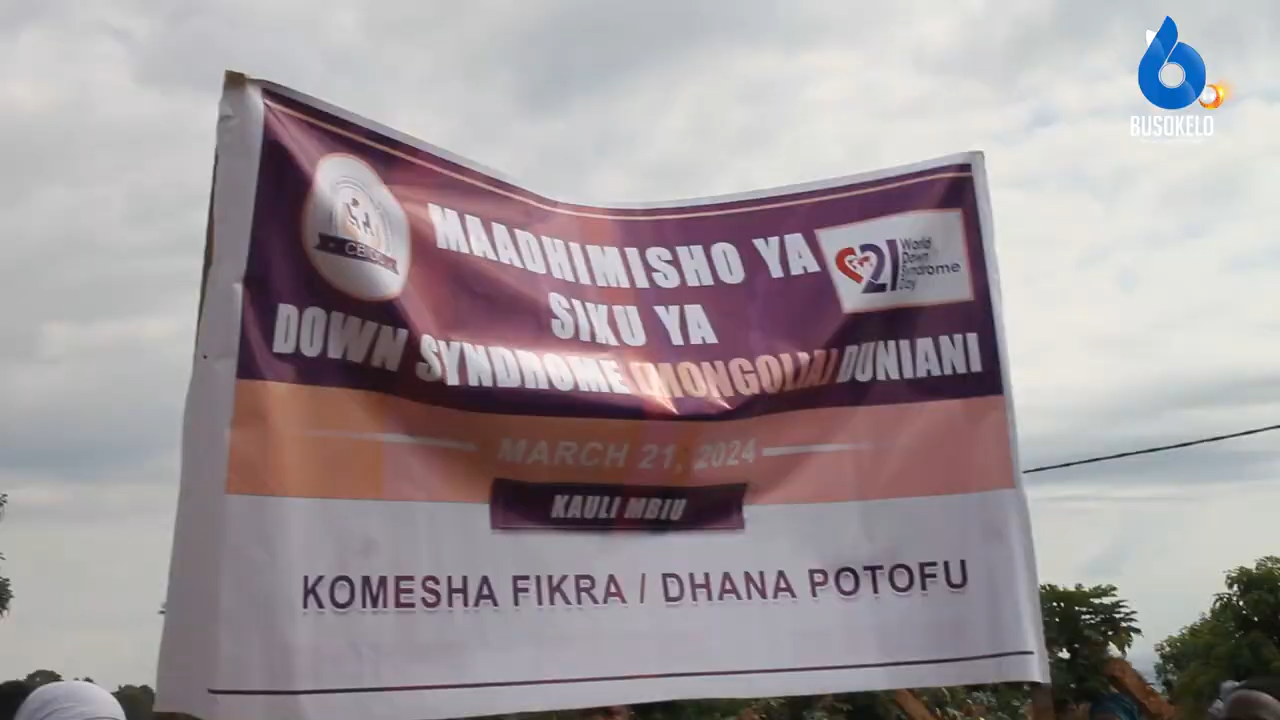 BUSOKELO
MAADHIMISHO YA
SIKU YA
DOWN SYNDROME (MONGOLIA) DUNIANI
21
World
Down
Syndrome
Day
MARCH 21, 2024
KAULI MBIU
KOMESHA FIKRA / DHANA POTOFU